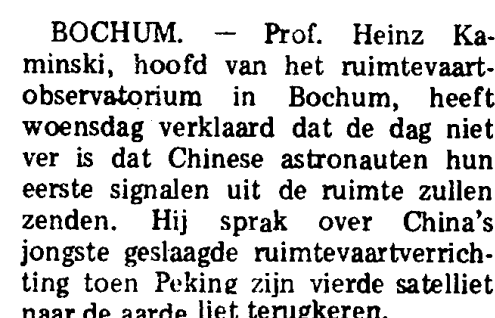 BOCHUM. — Prof. Heinz Ka-
minski, hoofd van het ruimtevaart-
observatorium in Bochum, heeft
woensdag verklaard dat de dag niet
ver is dat Chinese astronauten hun
eerste signalen uit de ruimte zullen
zenden. Hij sprak over China's
jongste geslaagde ruimtevaartverrich-
ting toen Peking zijn vierde satelliet
naar de aarde liet terugkeren.